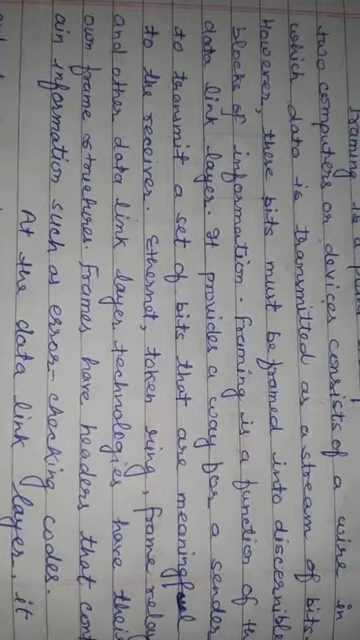 Framing is a point
two computers or devices consists of a wire in
which data is transmitted as a stream of bits
However, these bits must be framed into discernible
blocks of information. Framing is a function of the
data link layer. It provides a way for a sender
to transmit a set of bits that are meaningful
to the receiver. Ethernet, token ring, frame relay
and other data link layer technologies have their
own frame structures. Frames have headers that cont
ain information such as error-checking codes.
At the data link layer, it